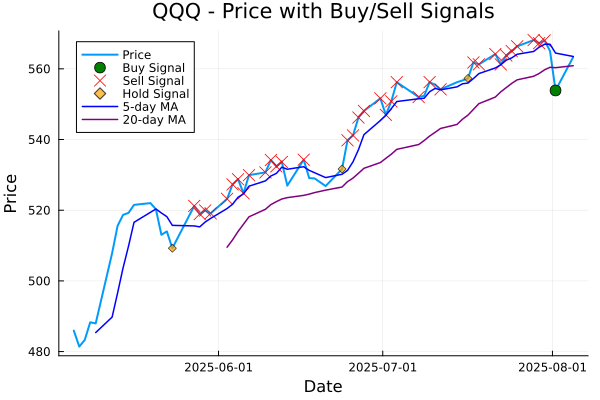 QQQ - Price with Buy/Sell Signals
Price
Buy Signal
Sell Signal
Hold Signal
5-day MA
20-day MA
560
540
520
500
480
Price
2025-06-01
2025-07-01
2025-08-01
Date